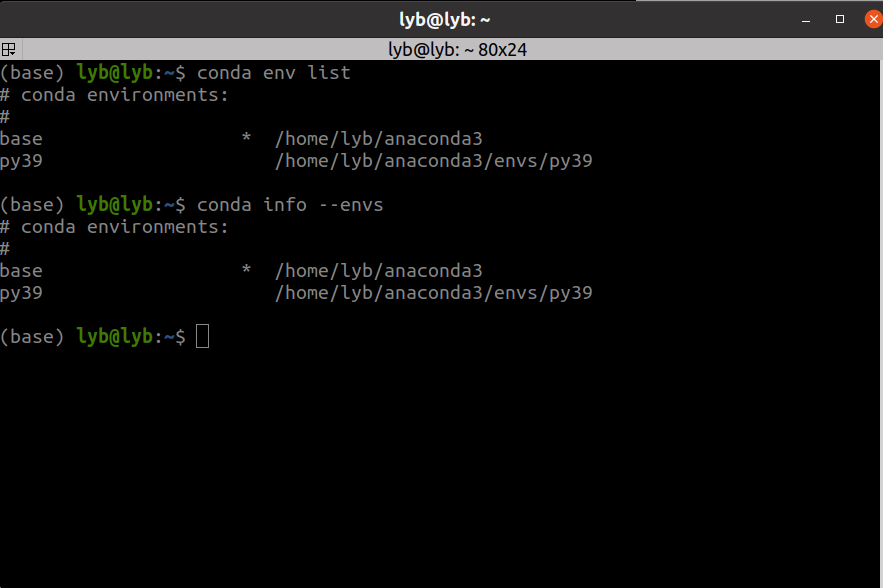 lyb@lyb: ~
lyb@lyb: ~ 80x24
(base) lyb@lyb:~$ conda env list
# conda environments:
#
base                  *  /home/lyb/anaconda3
py39                     /home/lyb/anaconda3/envs/py39
(base) lyb@lyb:~$ conda info --envs
# conda environments:
#
base                  *  /home/lyb/anaconda3
py39                     /home/lyb/anaconda3/envs/py39
(base) lyb@lyb:~$